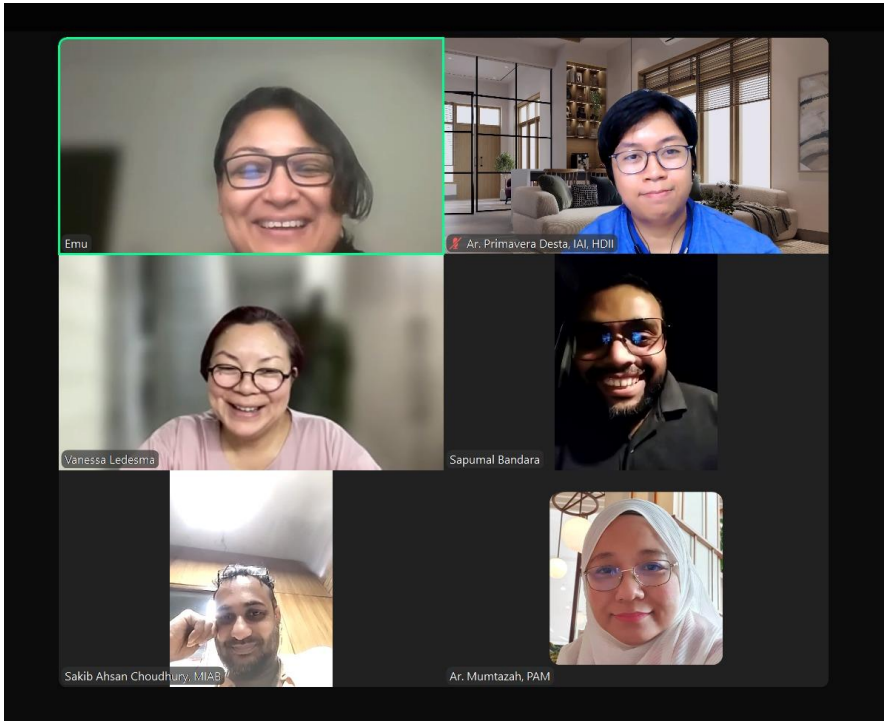 Emu
Ar. Primavera Desta, IAI, HDII
Vanessa Ledesma
Sapumal Bandara
Sakib Ahsan Choudhury, MIAB
Ar. Mumtazah, PAM